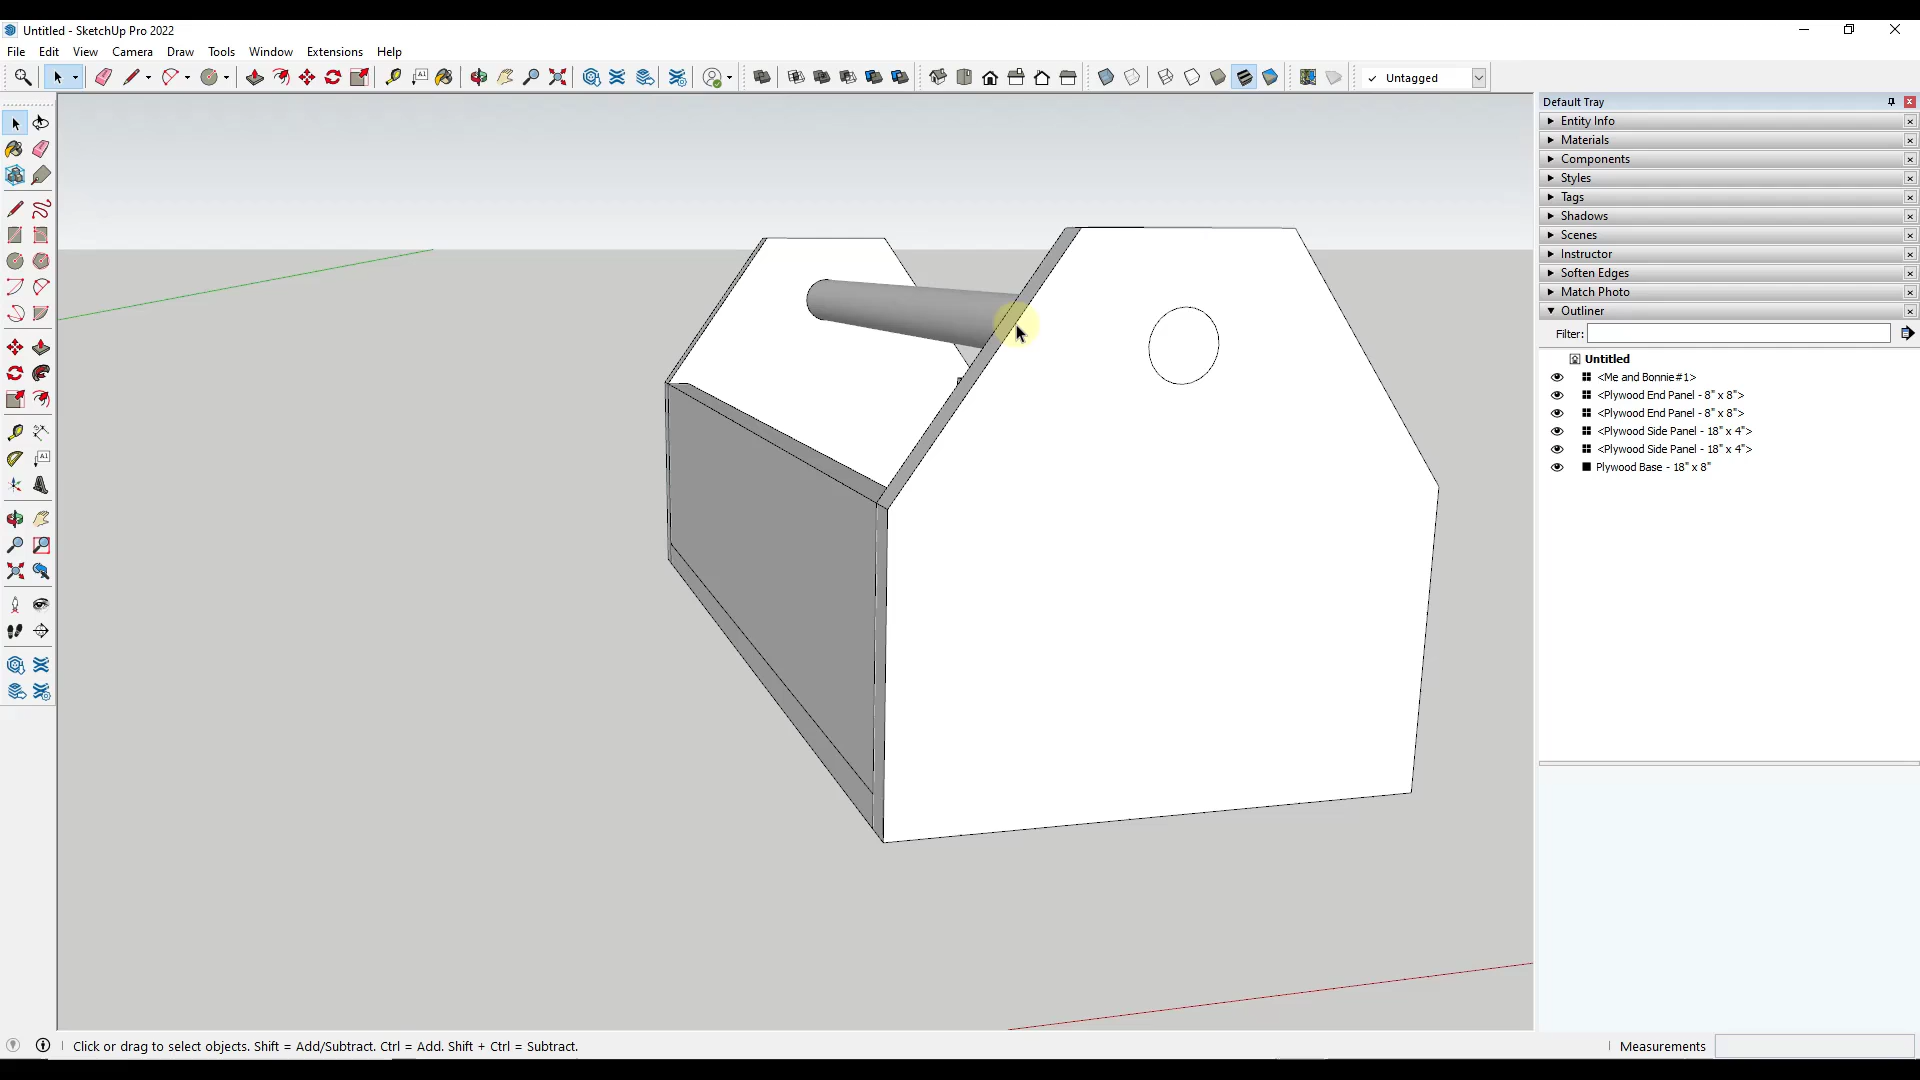 Untitled - SketchUp Pro 2022
File Edit View Camera Draw Tools Window Extensions Help
Untagged
Default Tray
Entity Info
Materials
Components
Styles
Tags
Shadows
Scenes
Instructor
Soften Edges
Match Photo
Outliner
Filter:
Untitled
<Me and Bonnie#1>
<Plywood End Panel - 8" x 8">
<Plywood End Panel - 8" x 8">
<Plywood Side Panel - 18" x 4">
<Plywood Side Panel - 18" x 4">
Plywood Base - 18" x 8"
Click or drag to select objects. Shift = Add/Subtract. Ctrl = Add. Shift + Ctrl = Subtract.
Measurements